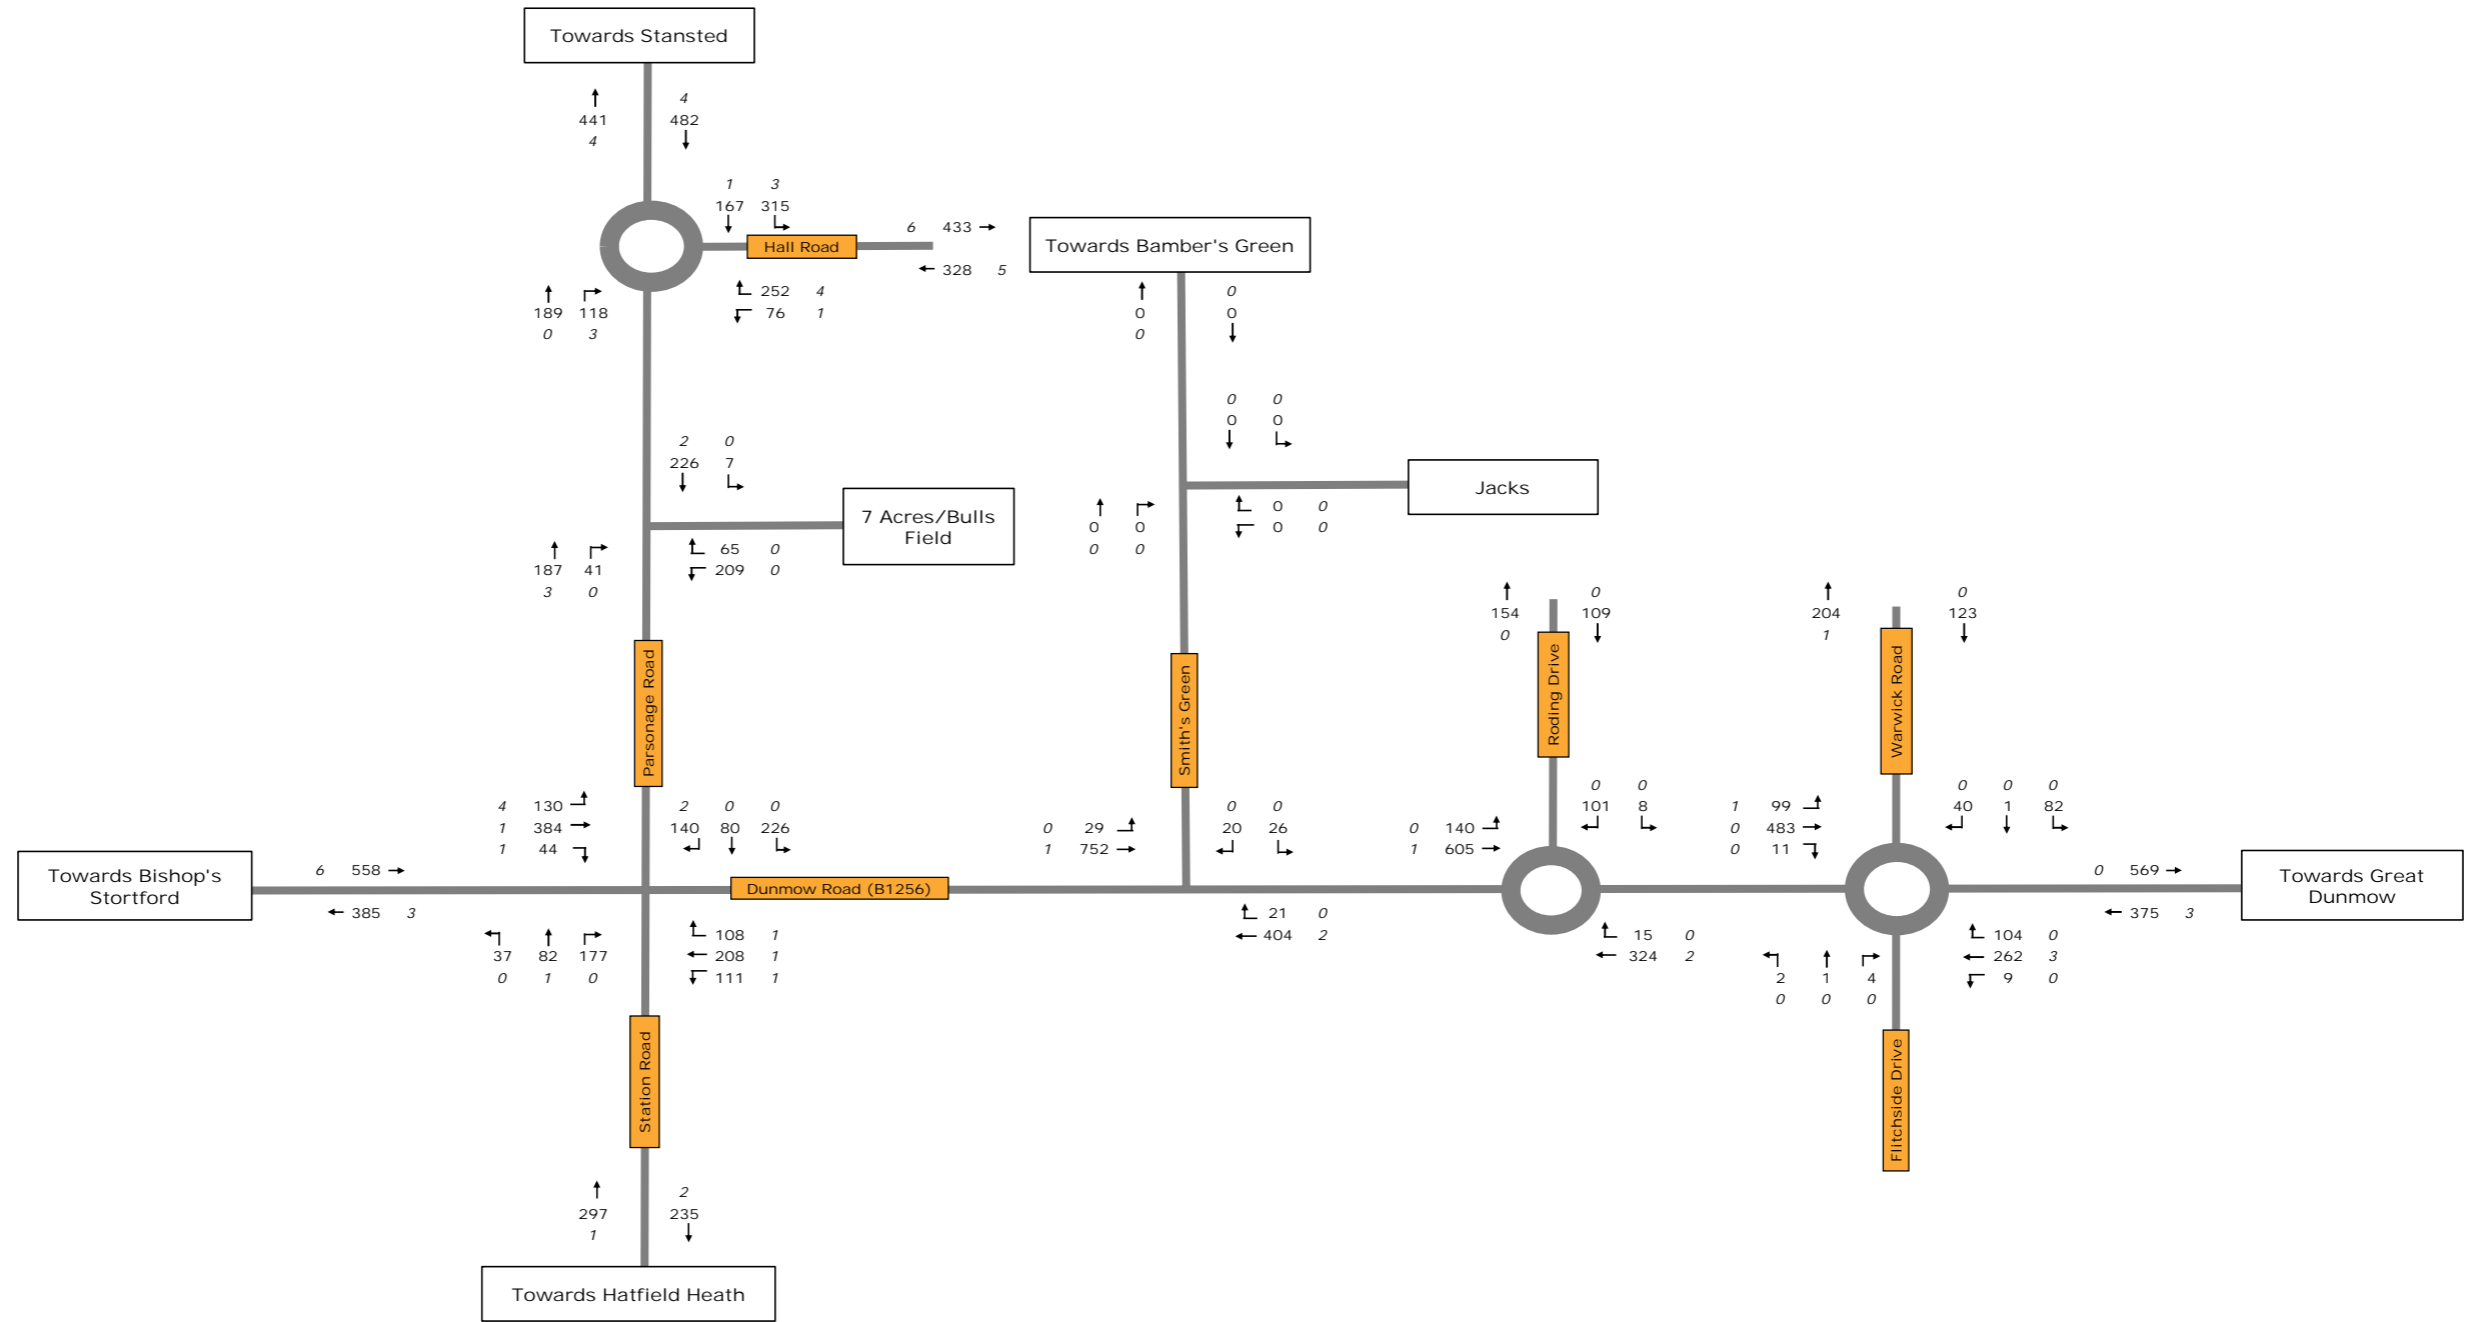 Towards Stansted
4
441 482
4
1 3
167 315
Hall Road
6 433
328 5
189 118
0 3
252 4
76 1
Towards Bamber's Green
0
0 0
0
0 0
0 0
2 0
226 7
7 Acres/Bulls
Field
Jacks
187 41
3 0
65 0
209 0
0 0
0 0
0 0
0 0
0
154 109
0
0
204 123
1
Parsonage Road
Smith's Green
Roding Drive
Warwick Road
4 130
1 384
1 44
2 0 0
140 80 226
0 29
1 752
0 0
20 26
0 140
1 605
0 0
101 8
1 99
0 483
0 11
0 0 0
40 1 82
Towards Bishop's
Stortford
6 558
385 3
Dunmow Road (B1256)
0 569
375 3
Towards Great
Dunmow
37 82 177
0 1 0
108 1
208 1
111 1
21 0
404 2
15 0
324 2
2 1 4
0 0 0
104 0
262 3
9 0
Station Road
Flitchside Drive
2
297 235
1
Towards Hatfield Heath